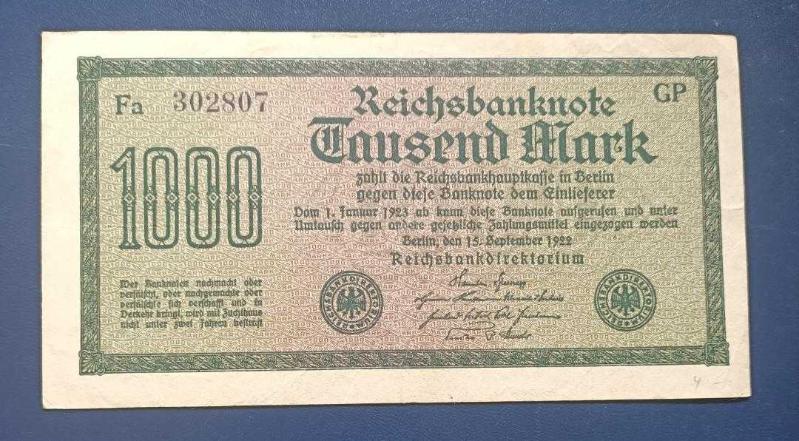 Fa 302807
Reichsbanknote
GP
Tausend Mark
1000
zahlt die Reichsbankhauptkasse in Berlin
gegen diese Banknote dem Einlieferer
Vom 1. Januar 1923 ab kann diese Banknote aufgerufen und unter
Umtausch gegen andere gesetzliche Zahlungsmittel eingezogen werden
Berlin, den 15. September 1922
Reichsbankdirektorium
Wer Banknoten nachmacht oder
verfälscht, oder nachgemachte oder
verfälschte sich verschafft und in
Verkehr bringt, wird mit Zuchthaus
nicht unter zwei Jahren bestraft
REICHSBANKDIREKTORIUM
REICHSBANKDIREKTORIUM